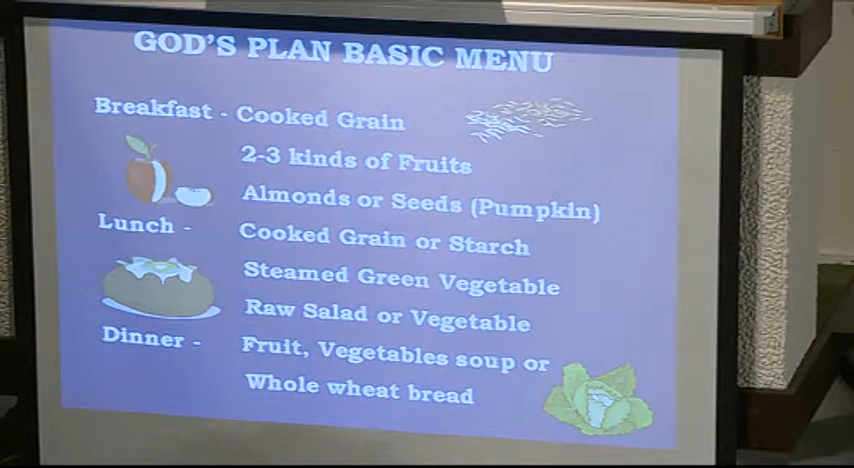 GOD'S PLAN BASIC MENU
Breakfast - Cooked Grain
2-3 kinds of Fruits
Almonds or Seeds (Pumpkin)
Lunch - Cooked Grain or Starch
Steamed Green Vegetable
Raw Salad or Vegetable
Dinner - Fruit, Vegetables soup or
Whole wheat bread